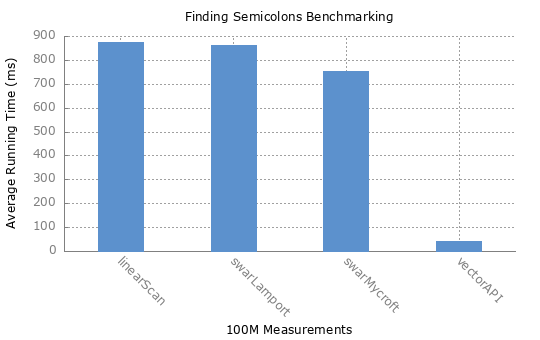 Finding Semicolons Benchmarking
Average Running Time (ms)
900
800
700
600
500
400
300
200
100
0
linearScan
swarLamport
swarMycroft
vectorAPI
100M Measurements